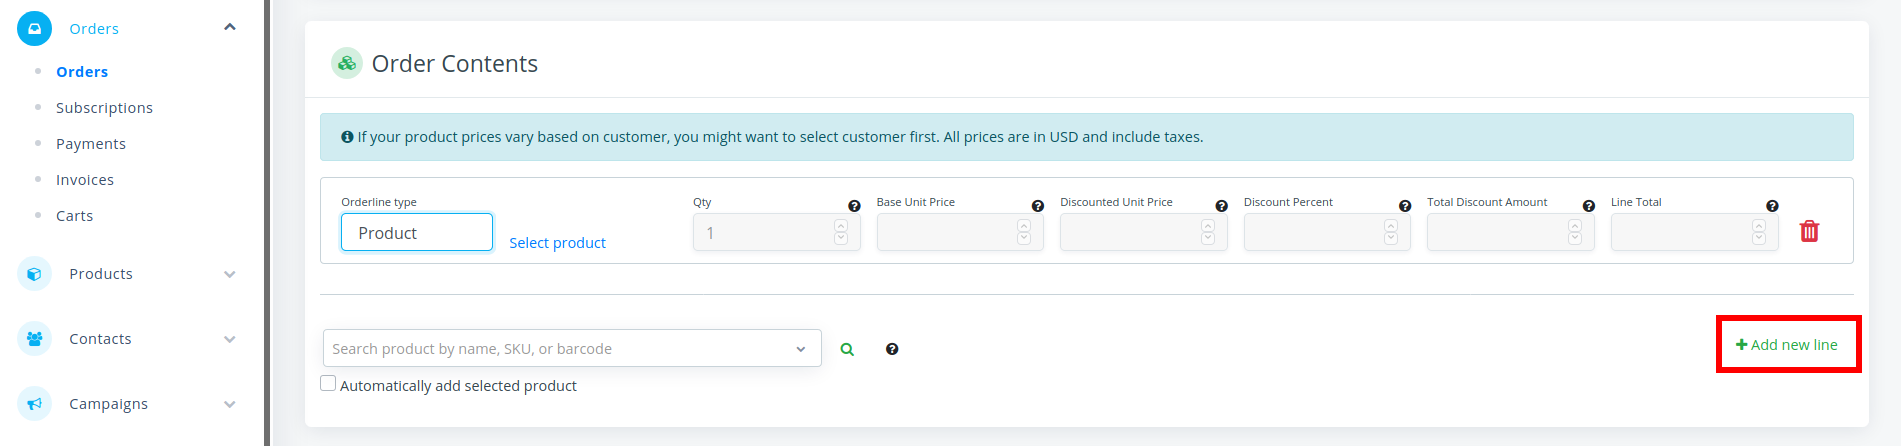 Orders
Orders
Subscriptions
Payments
Invoices
Carts
Products
Contacts
Campaigns
Order Contents
If your product prices vary based on customer, you might want to select customer first. All prices are in USD and include taxes.
Orderline type
Qty
Base Unit Price
Discounted Unit Price
Discount Percent
Total Discount Amount
Line Total
Product
Select product
1
Search product by name, SKU, or barcode
Add new line
Automatically add selected product